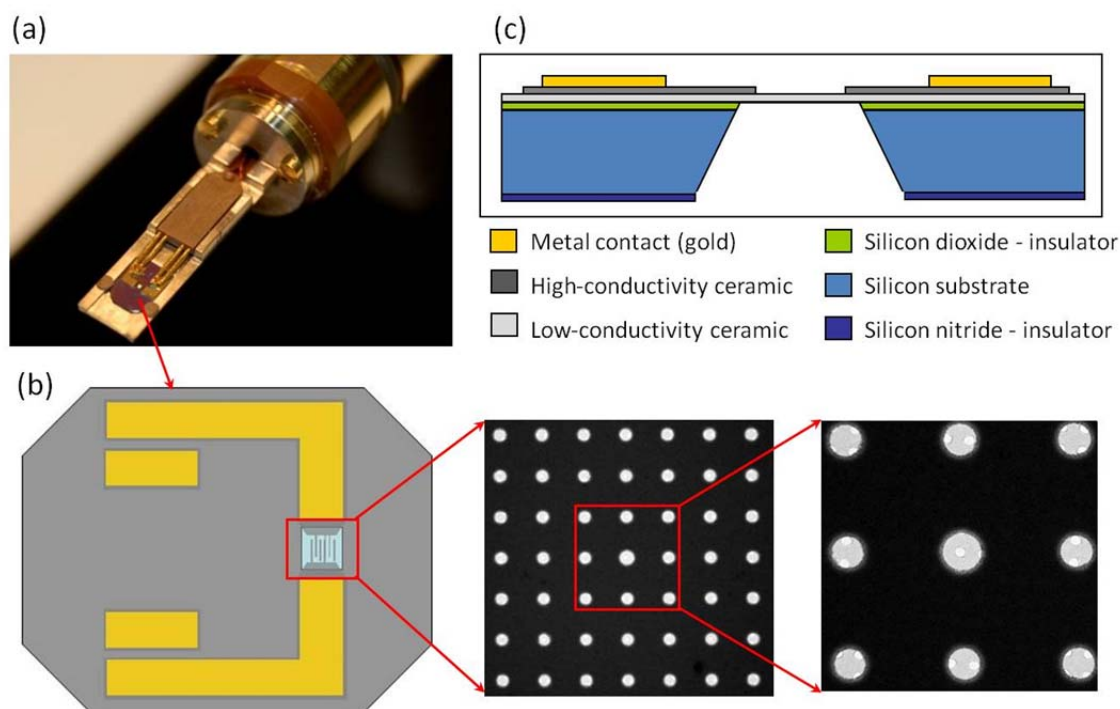 (a)
(c)
Metal contact (gold)
Silicon dioxide - insulator
High-conductivity ceramic
Silicon substrate
Low-conductivity ceramic
Silicon nitride - insulator
(b)